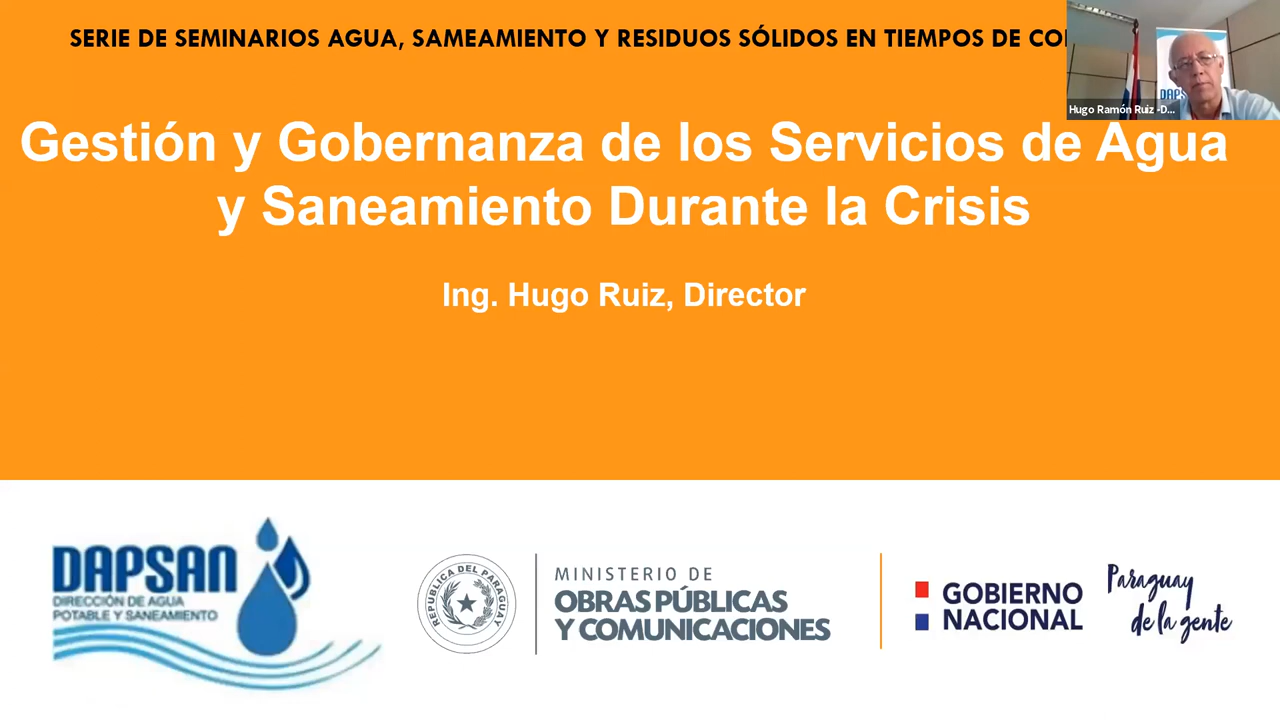 SERIE DE SEMINARIOS AGUA, SAMEAMIENTO Y RESIDUOS SÓLIDOS EN TIEMPOS DE
Hugo Ramón Ruiz -D...
Gestión y Gobernanza de los Servicios de Agua
y Saneamiento Durante la Crisis
Ing. Hugo Ruiz, Director
DAPSAN
DIRECCIÓN DE AGUA
POTABLE Y SANEAMIENTO
REPUBLICA DEL PARAGUAY
MINISTERIO DE
OBRAS PÚBLICAS
Y COMUNICACIONES
GOBIERNO
NACIONAL
Paraguay
de la gente